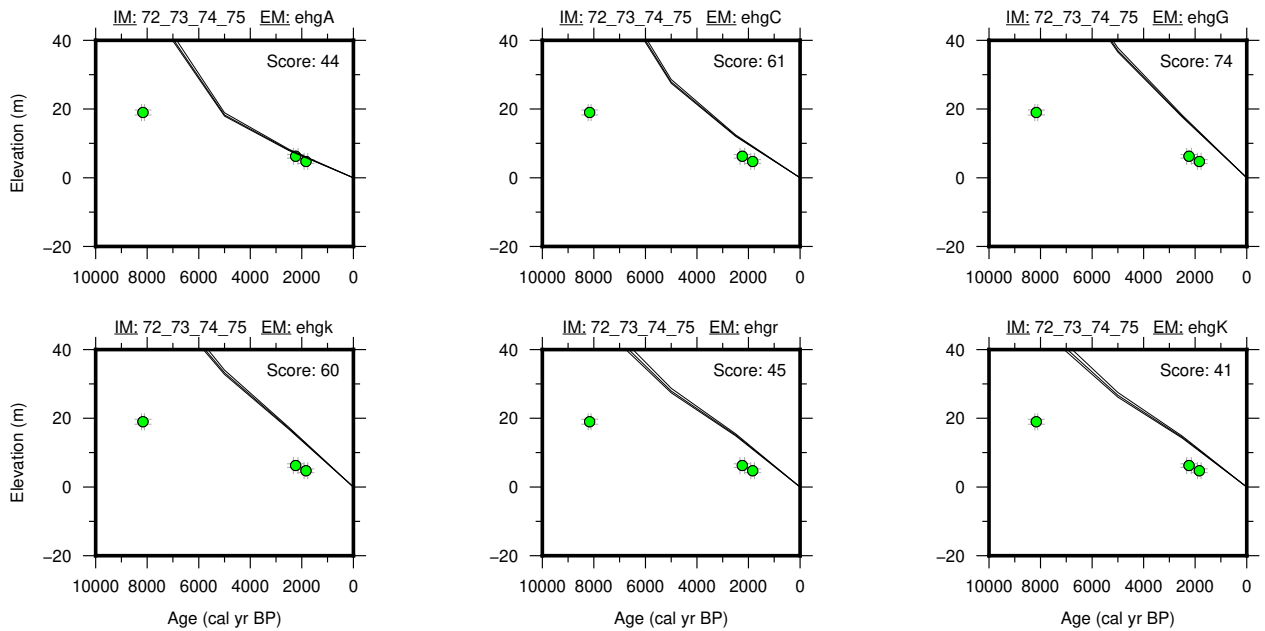 IM: 72_73_74_75 EM: ehgA
IM: 72_73_74_75 EM: ehgC
IM: 72_73_74_75 EM: ehgG
40
20
0
−20
Elevation (m)
Score: 44
10000 8000 6000 4000 2000 0
40
20
0
−20
Score: 61
10000 8000 6000 4000 2000 0
40
20
0
−20
Score: 74
10000 8000 6000 4000 2000 0
IM: 72_73_74_75 EM: ehgk
IM: 72_73_74_75 EM: ehgr
IM: 72_73_74_75 EM: ehgK
40
20
0
−20
Elevation (m)
Score: 60
10000 8000 6000 4000 2000 0
Age (cal yr BP)
40
20
0
−20
Score: 45
10000 8000 6000 4000 2000 0
Age (cal yr BP)
40
20
0
−20
Score: 41
10000 8000 6000 4000 2000 0
Age (cal yr BP)